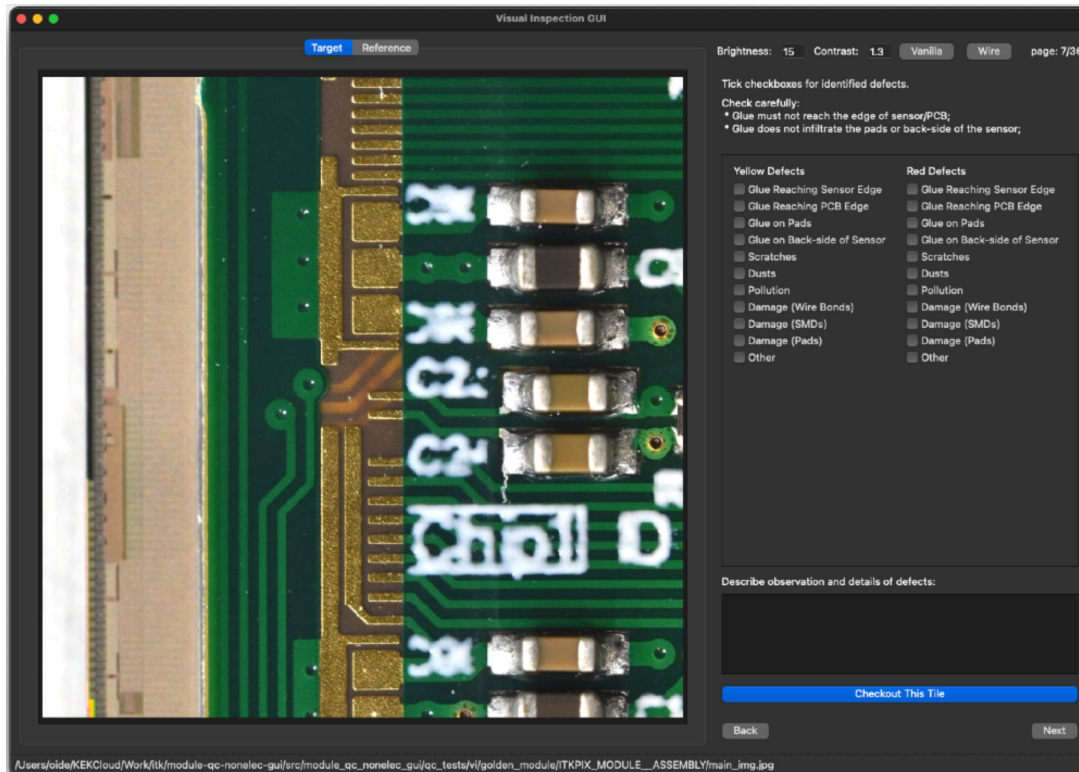 Visual Inspection GUI
Target Reference
Brightness: 15 Contrast: 1.3 Vanilla Wire page: 7/36
Tick checkboxes for identified defects.
Check carefully:
* Glue must not reach the edge of sensor/PCB;
* Glue does not infiltrate the pads or back-side of the sensor;
Yellow Defects Red Defects
Glue Reaching Sensor Edge Glue Reaching Sensor Edge
Glue Reaching PCB Edge Glue Reaching PCB Edge
Glue on Pads Glue on Pads
Glue on Back-side of Sensor Glue on Back-side of Sensor
Scratches Scratches
Dusts Dusts
Pollution Pollution
Damage (Wire Bonds) Damage (Wire Bonds)
Damage (SMDs) Damage (SMDs)
Damage (Pads) Damage (Pads)
Other Other
Chip1
Describe observation and details of defects:
Checkout This Tile
Back Next
/Users/oide/KEKCloud/Work/itk/module-qc-nonelec-gui/src/module_qc_nonelec_gui/qc_tests/vi/golden_module/ITKPIX_MODULE__ASSEMBLY/main_img.jpg